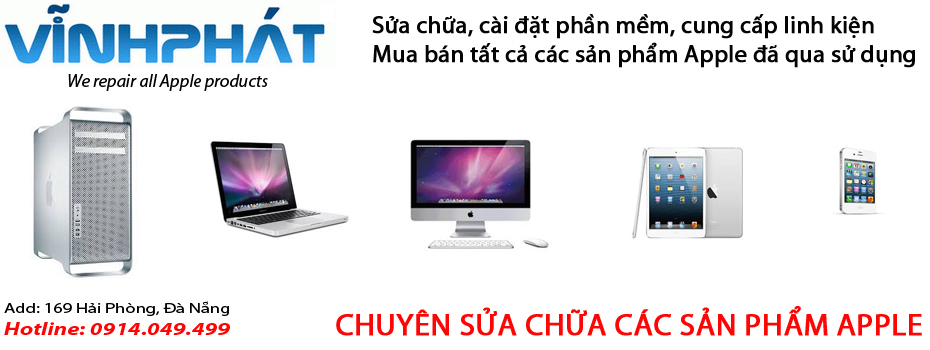 VĨNHPHÁT
We repair all Apple products
Sửa chữa, cài đặt phần mềm, cung cấp linh kiện
Mua bán tất cả các sản phẩm Apple đã qua sử dụng
Add: 169 Hải Phòng, Đà Nẵng
Hotline: 0914.049.499
CHUYÊN SỬA CHỮA CÁC SẢN PHẨM APPLE